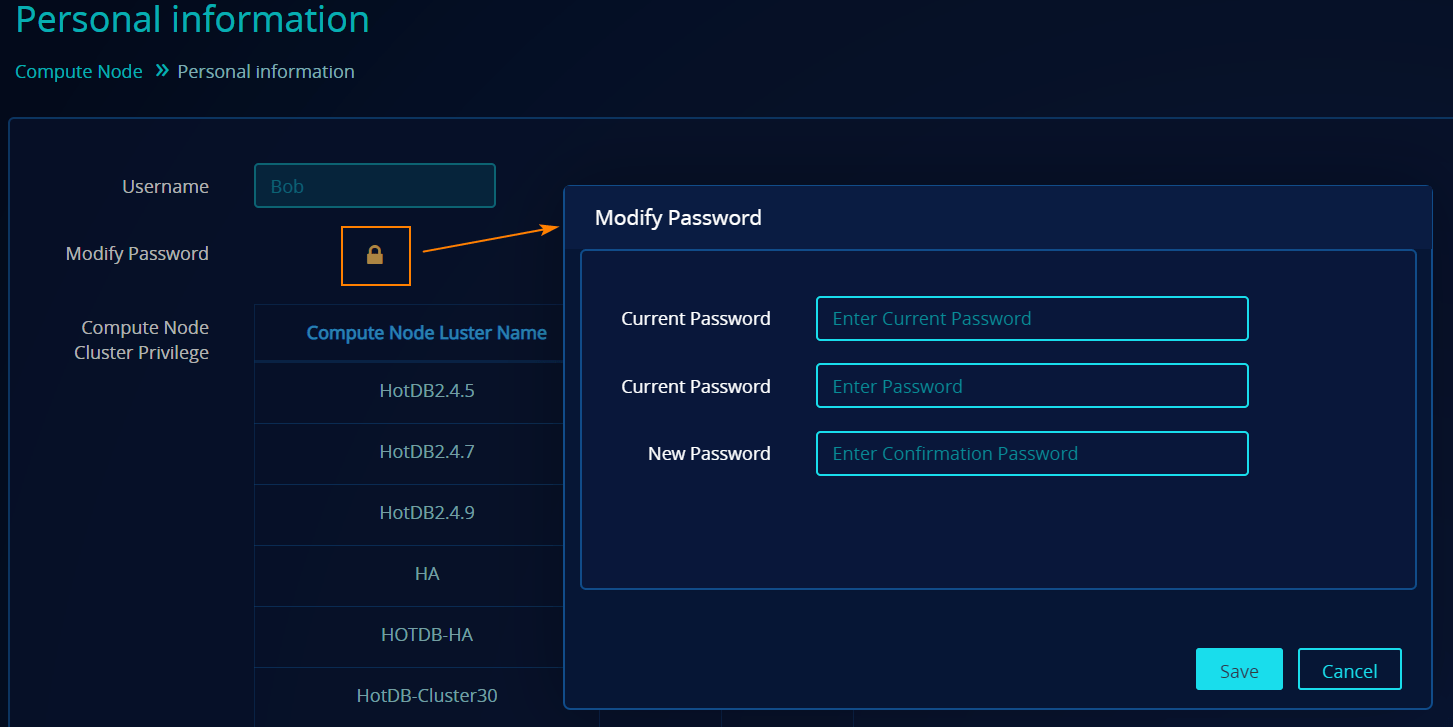 Personal information
Compute Node » Personal information
Username
Bob
Modify Password
Compute Node
Cluster Privilege
Compute Node Luster Name
HotDB2.4.5
HotDB2.4.7
HotDB2.4.9
HA
HOTDB-HA
HotDB-Cluster30
Modify Password
Current Password
Enter Current Password
Current Password
Enter Password
New Password
Enter Confirmation Password
Save
Cancel